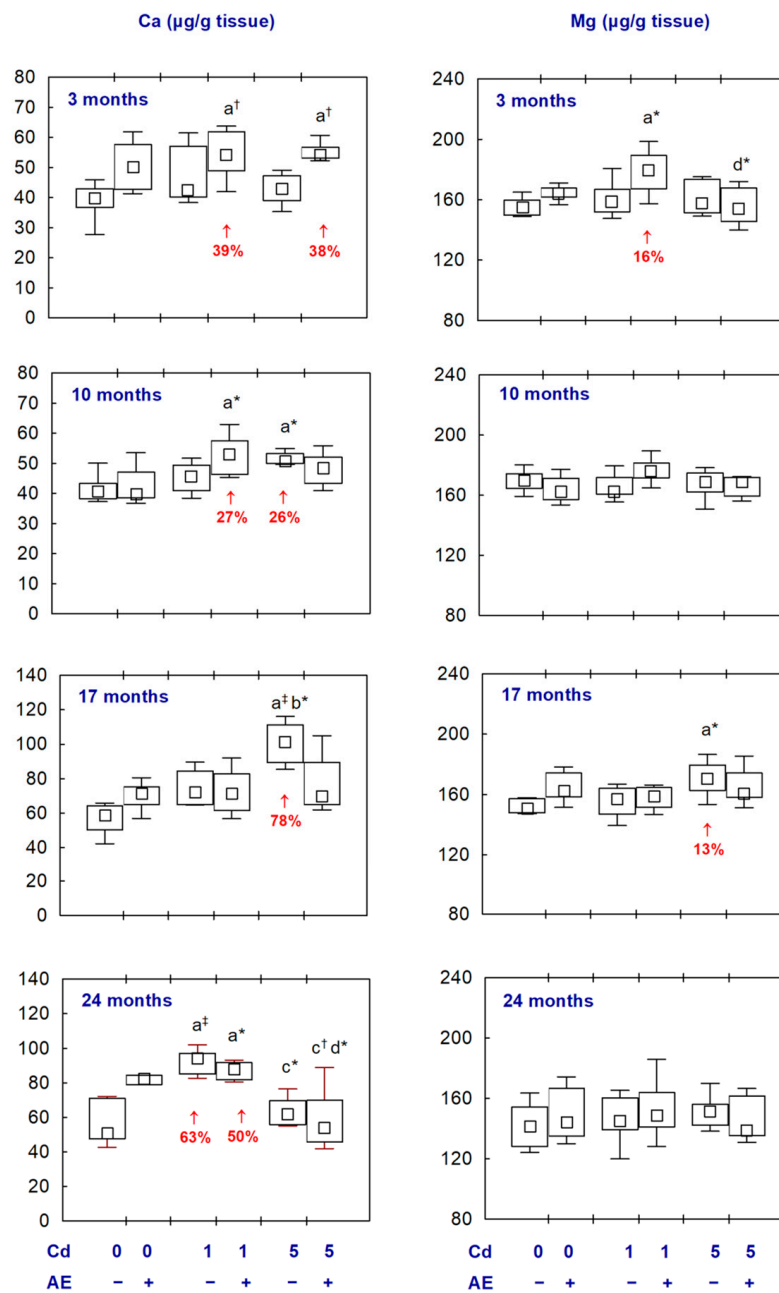 Ca (µg/g tissue)
Mg (µg/g tissue)
80
70
60
50
40
30
20
10
0
3 months
a†
a†
↑
39%
↑
38%
240
200
160
120
80
3 months
a*
d*
↑
16%
80
70
60
50
40
30
20
10
0
10 months
a*
a*
↑
27%
↑
26%
240
200
160
120
80
10 months
140
120
100
80
60
40
20
0
17 months
a‡ b*
↑
78%
240
200
160
120
80
17 months
a*
↑
13%
140
120
100
80
60
40
20
0
24 months
a‡
a*
c*
c† d*
↑
63%
↑
50%
240
200
160
120
80
24 months
Cd 0 0 1 1 5 5
AE − + − + − +
0 0 1 1 5 5
− + − + − +